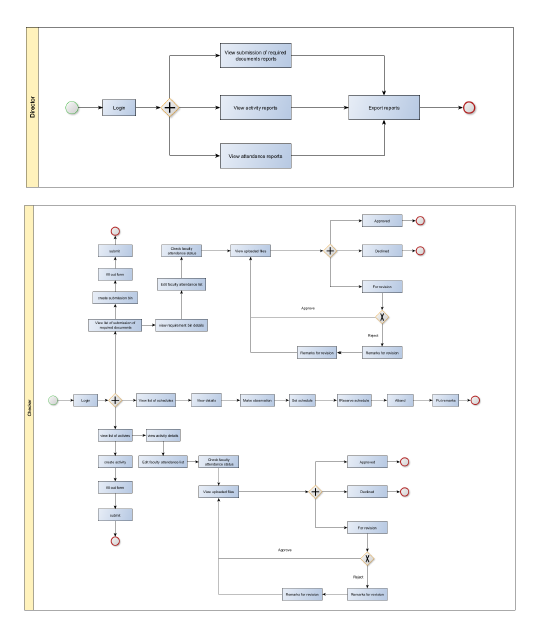 Director
Login
View submission of required
documents reports
View activity reports
View attendance reports
Export reports
Checker
submit
fill out form
create submission list
View list of submission of
required documents
view requirement list details
Edit faculty attendance list
Check faculty
attendance status
View uploaded files
Approved
Declined
For revisions
Approve
Reject
Remarks for revision
Remarks for revision
Login
View list of schedules
View details
Make observation
Set schedule
Reserve schedule
Attend
Put remarks
view list of activities
view activity details
create activity
Edit faculty attendance list
Check faculty
attendance status
fill out form
submit
View uploaded files
Approved
Declined
For revisions
Approve
Reject
Remarks for revision
Remarks for revision